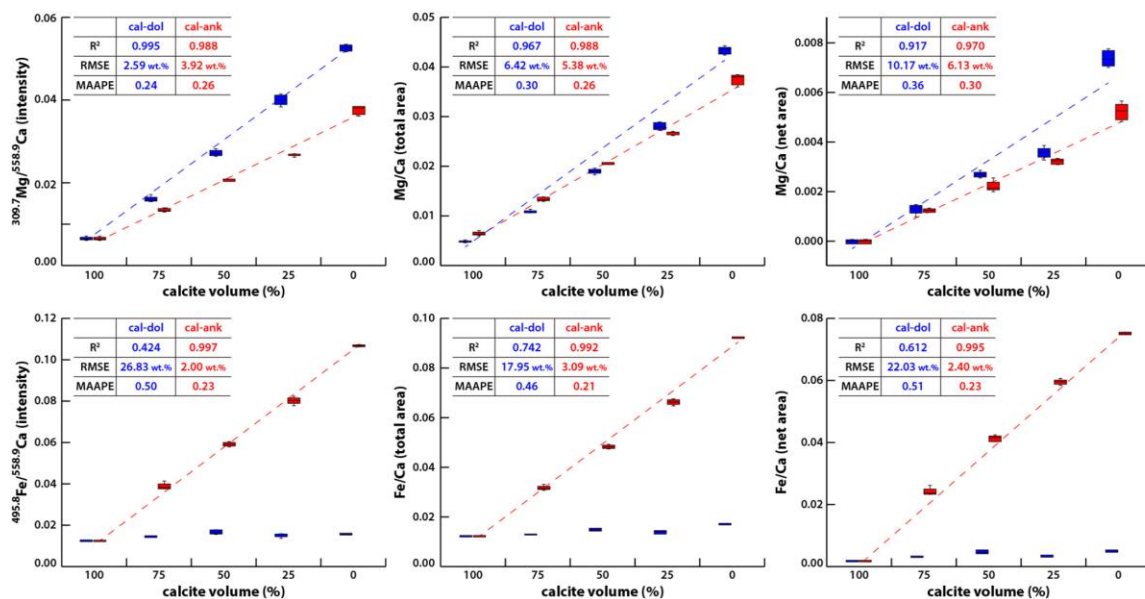 0.06
0.04
0.02
0.00
³⁰⁹·⁷Mg/⁵⁵⁸·⁹Ca (intensity)
cal-dol cal-ank
R² 0.995 0.988
RMSE 2.59 wt.% 3.92 wt.%
MAAPE 0.24 0.26
100 75 50 25 0
calcite volume (%)
0.05
0.04
0.03
0.02
0.01
0.00
Mg/Ca (total area)
cal-dol cal-ank
R² 0.967 0.988
RMSE 6.42 wt.% 5.38 wt.%
MAAPE 0.30 0.26
100 75 50 25 0
calcite volume (%)
0.008
0.006
0.004
0.002
0.000
Mg/Ca (net area)
cal-dol cal-ank
R² 0.917 0.970
RMSE 10.17 wt.% 6.13 wt.%
MAAPE 0.36 0.30
100 75 50 25 0
calcite volume (%)
0.12
0.10
0.08
0.06
0.04
0.02
0.00
⁴⁹⁵·⁸Fe/⁵⁵⁸·⁹Ca (intensity)
cal-dol cal-ank
R² 0.424 0.997
RMSE 26.83 wt.% 2.00 wt.%
MAAPE 0.50 0.23
100 75 50 25 0
calcite volume (%)
0.10
0.08
0.06
0.04
0.02
0.00
Fe/Ca (total area)
cal-dol cal-ank
R² 0.742 0.992
RMSE 17.95 wt.% 3.09 wt.%
MAAPE 0.46 0.21
100 75 50 25 0
calcite volume (%)
0.08
0.06
0.04
0.02
0.00
Fe/Ca (net area)
cal-dol cal-ank
R² 0.612 0.995
RMSE 22.03 wt.% 2.40 wt.%
MAAPE 0.51 0.23
100 75 50 25 0
calcite volume (%)